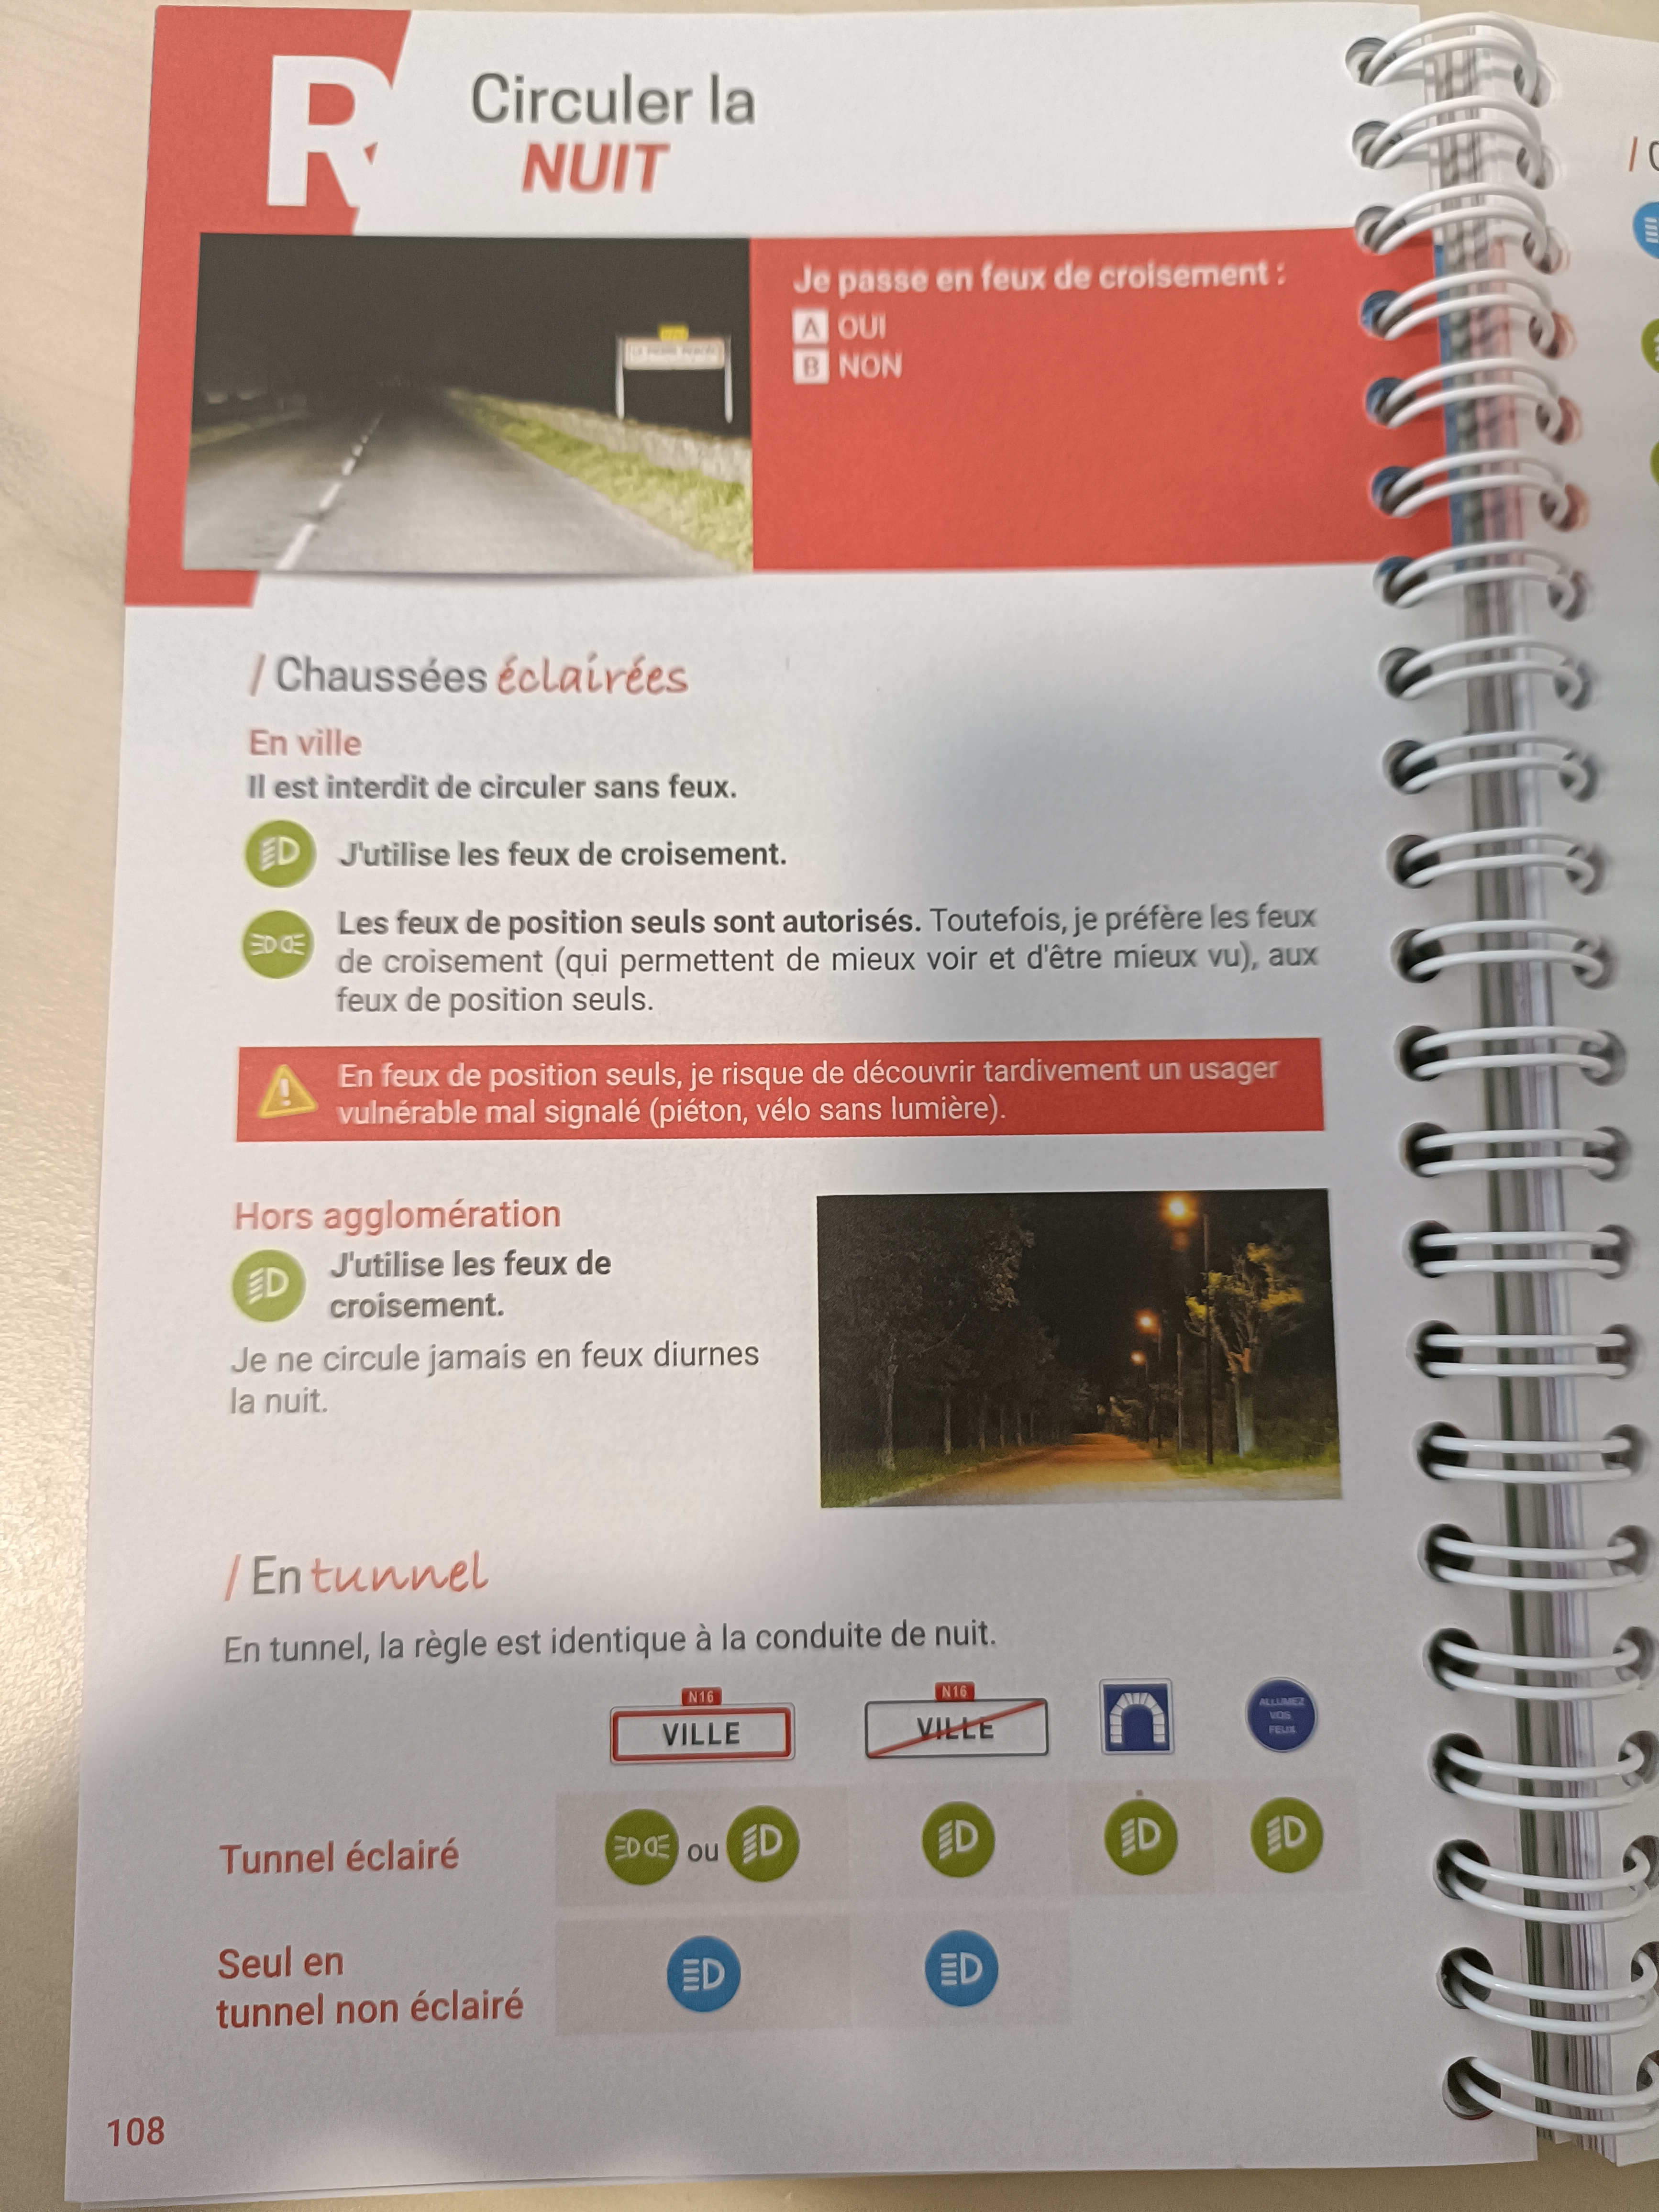 R
Circuler la
NUIT
Je passe en feux de croisement :
A OUI
B NON
/ Chaussées éclairées
En ville
Il est interdit de circuler sans feux.
J'utilise les feux de croisement.
Les feux de position seuls sont autorisés. Toutefois, je préfère les feux
de croisement (qui permettent de mieux voir et d'être mieux vu), aux
feux de position seuls.
En feux de position seuls, je risque de découvrir tardivement un usager
vulnérable mal signalé (piéton, vélo sans lumière).
Hors agglomération
J'utilise les feux de
croisement.
Je ne circule jamais en feux diurnes
la nuit.
/ En tunnel
En tunnel, la règle est identique à la conduite de nuit.
N16 N16
VILLE VILLE ALLUMEZ
VOS
FEUX
Tunnel éclairé ou
Seul en
tunnel non éclairé
108